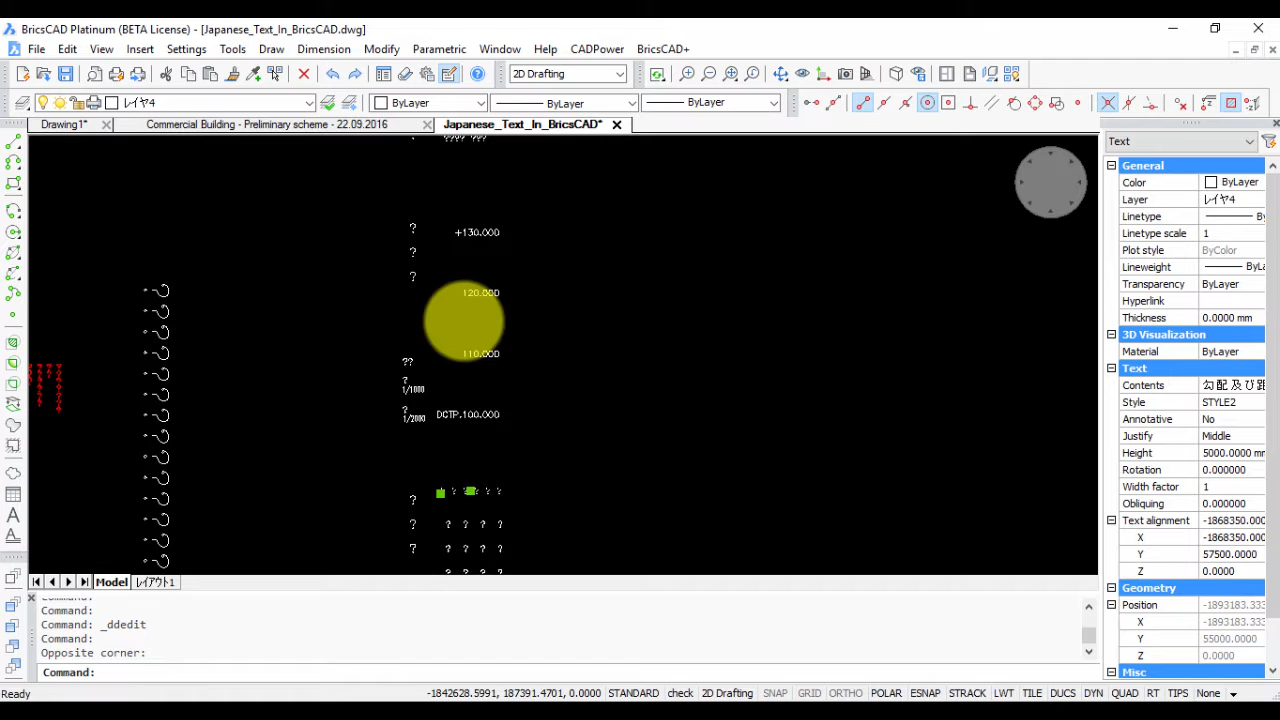 BricsCAD Platinum (BETA License) - [Japanese_Text_In_BricsCAD.dwg]
File Edit View Insert Settings Tools Draw Dimension Modify Parametric Window Help CADPower BricsCAD+
2D Drafting
レイヤ4 ByLayer ByLayer ByLayer
Drawing1* Commercial Building - Preliminary scheme - 22.09.2016 Japanese_Text_In_BricsCAD*
Text
General
Color ByLayer
Layer レイヤ4
Linetype By
Linetype scale 1
Plot style ByColor
Lineweight ByLa
Transparency ByLayer
Hyperlink
Thickness 0.0000 mm
3D Visualization
Material ByLayer
Text
Contents 勾配及び距
Style STYLE2
Annotative No
Justify Middle
Height 5000.0000 mm
Rotation 0.000000
Width factor 1
Obliquing 0.000000
Text alignment -1868350.000
X -1868350.000
Y 57500.0000
Z 0.0000
Geometry
Position -1893183.333
X -1893183.333
Y 55000.0000
Z 0.0000
Misc
???? ???
? +130.000
?
?
120.000
110.000
??
?
1/1000
?
1/2000 DCTP.100.000
? ? ? ? ?
? ? ? ? ?
? ? ? ? ?
? ? ? ?
Model レイアウト1
Command:
Command: _ddedit
Command:
Opposite corner:
Command:
Ready -1842628.5991, 187391.4701, 0.0000 STANDARD check 2D Drafting SNAP GRID ORTHO POLAR ESNAP STRACK LWT TILE DUCS DYN QUAD RT TIPS None